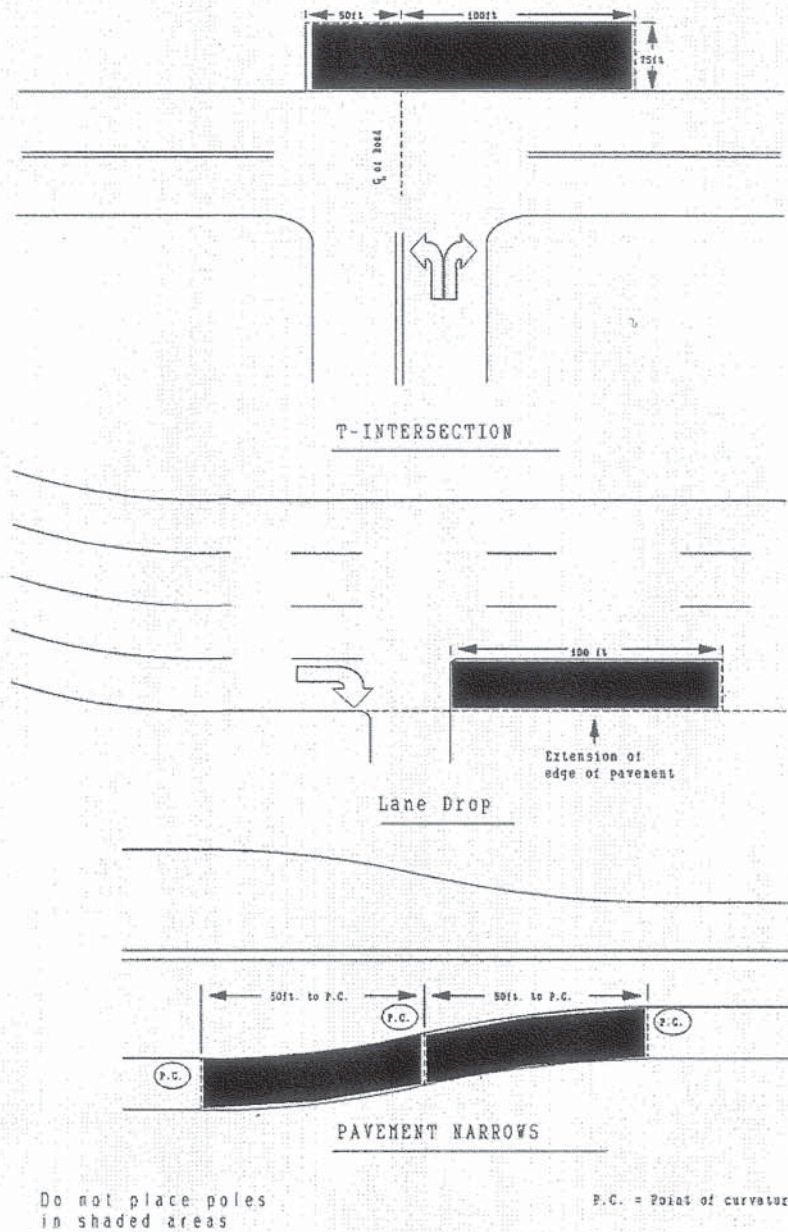 50ft 100ft
75ft
℄ of Road
T-INTERSECTION
100 ft
Extension of
edge of pavement
Lane Drop
50ft. to P.C. 50ft. to P.C.
P.C.
P.C.
P.C.
PAVEMENT NARROWS
Do not place poles
in shaded areas
P.C. = Point of curvatur